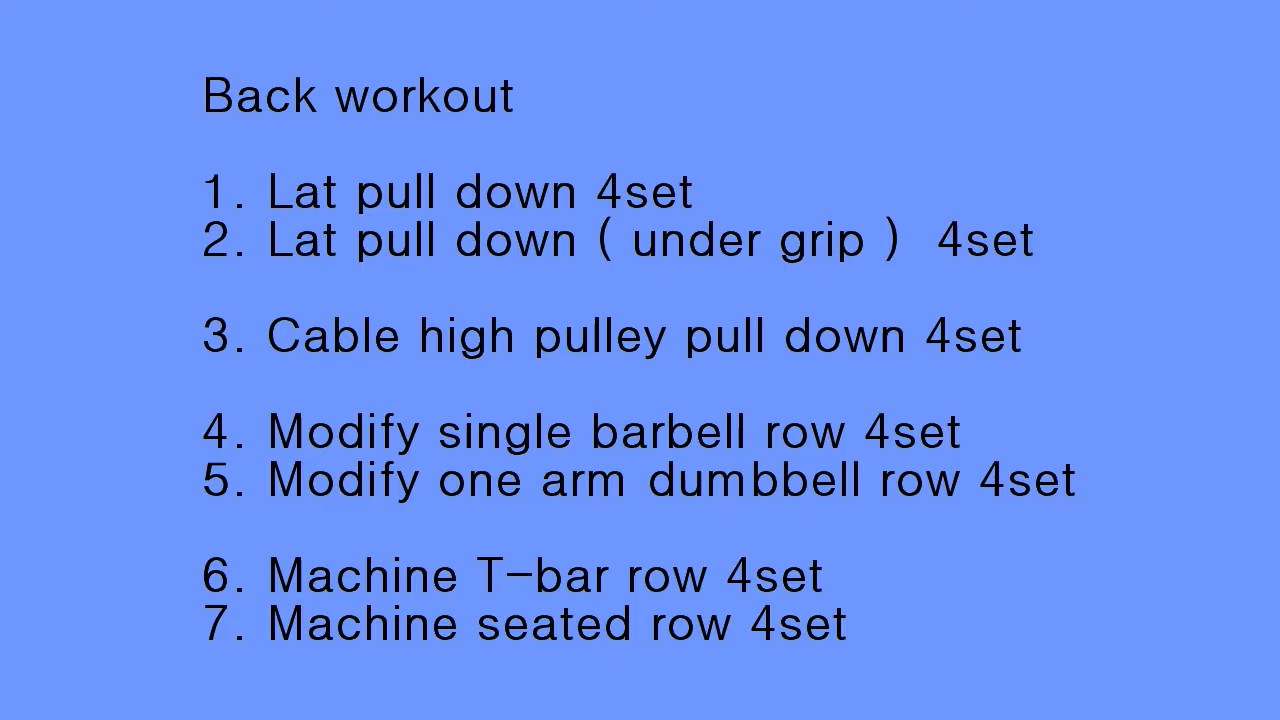 Back workout
1. Lat pull down 4set
2. Lat pull down ( under grip )  4set
3. Cable high pulley pull down 4set
4. Modify single barbell row 4set
5. Modify one arm dumbbell row 4set
6. Machine T-bar row 4set
7. Machine seated row 4set